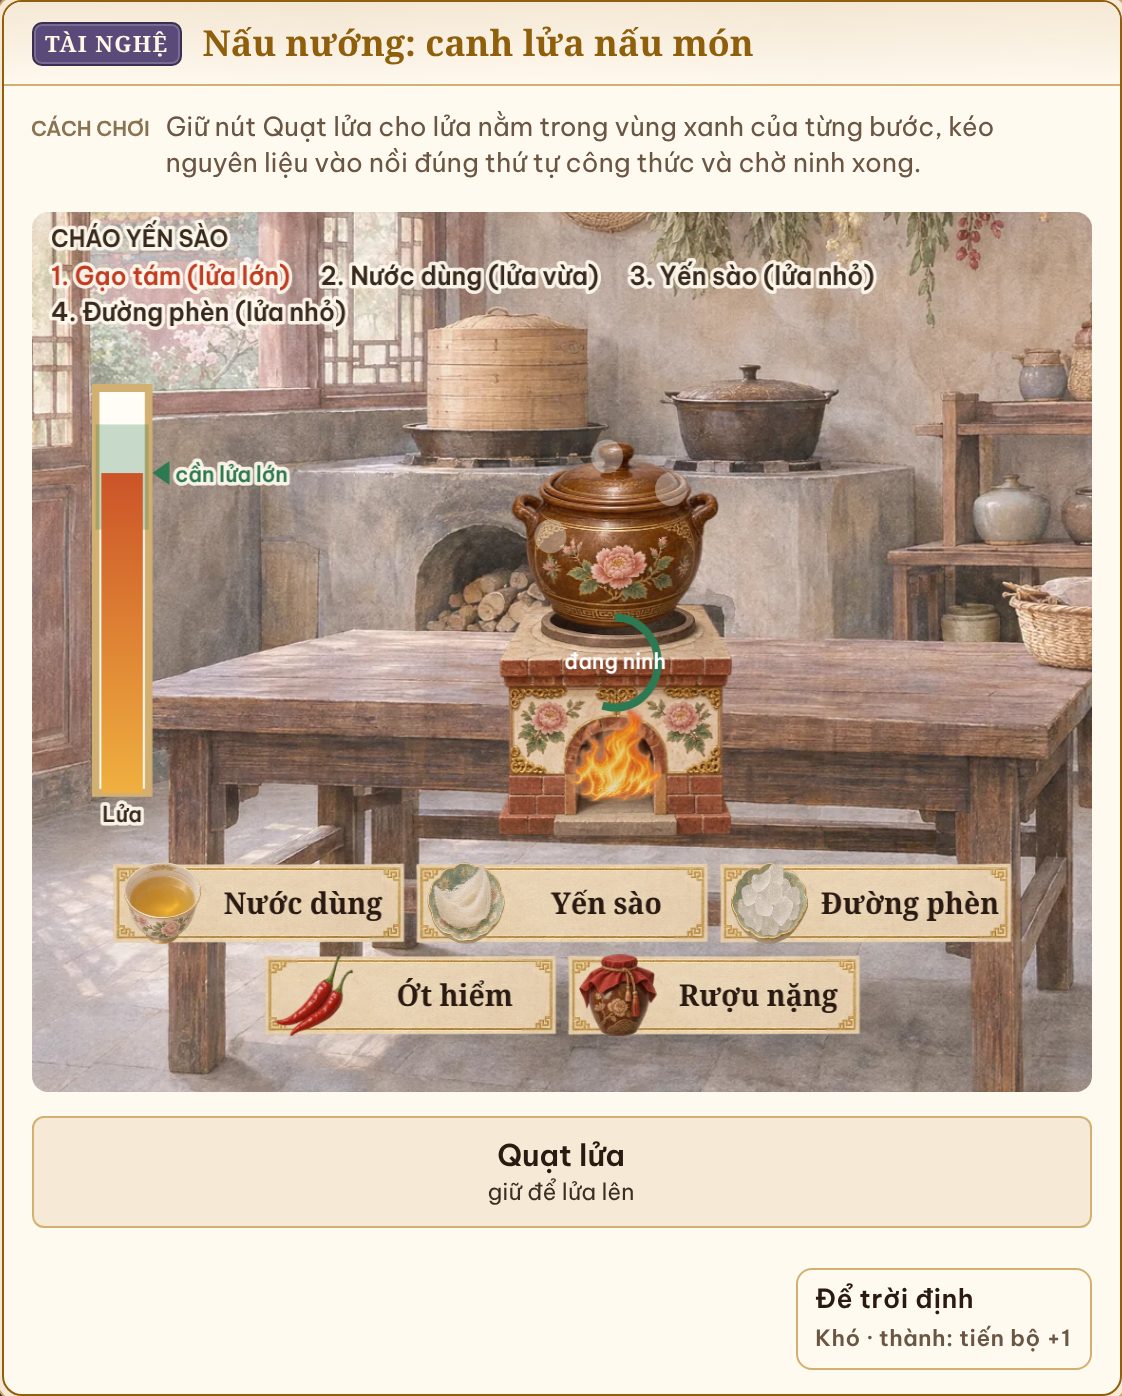 TÀI NGHỆ
Nấu nướng: canh lửa nấu món
CÁCH CHƠI
Giữ nút Quạt lửa cho lửa nằm trong vùng xanh của từng bước, kéo
nguyên liệu vào nồi đúng thứ tự công thức và chờ ninh xong.
CHÁO YẾN SÀO
1. Gạo tám (lửa lớn) 2. Nước dùng (lửa vừa) 3. Yến sào (lửa nhỏ)
4. Đường phèn (lửa nhỏ)
cần lửa lớn
đang ninh
Lửa
Nước dùng
Yến sào
Đường phèn
Ớt hiểm
Rượu nặng
Quạt lửa
giữ để lửa lên
Để trời định
Khó · thành: tiến bộ +1